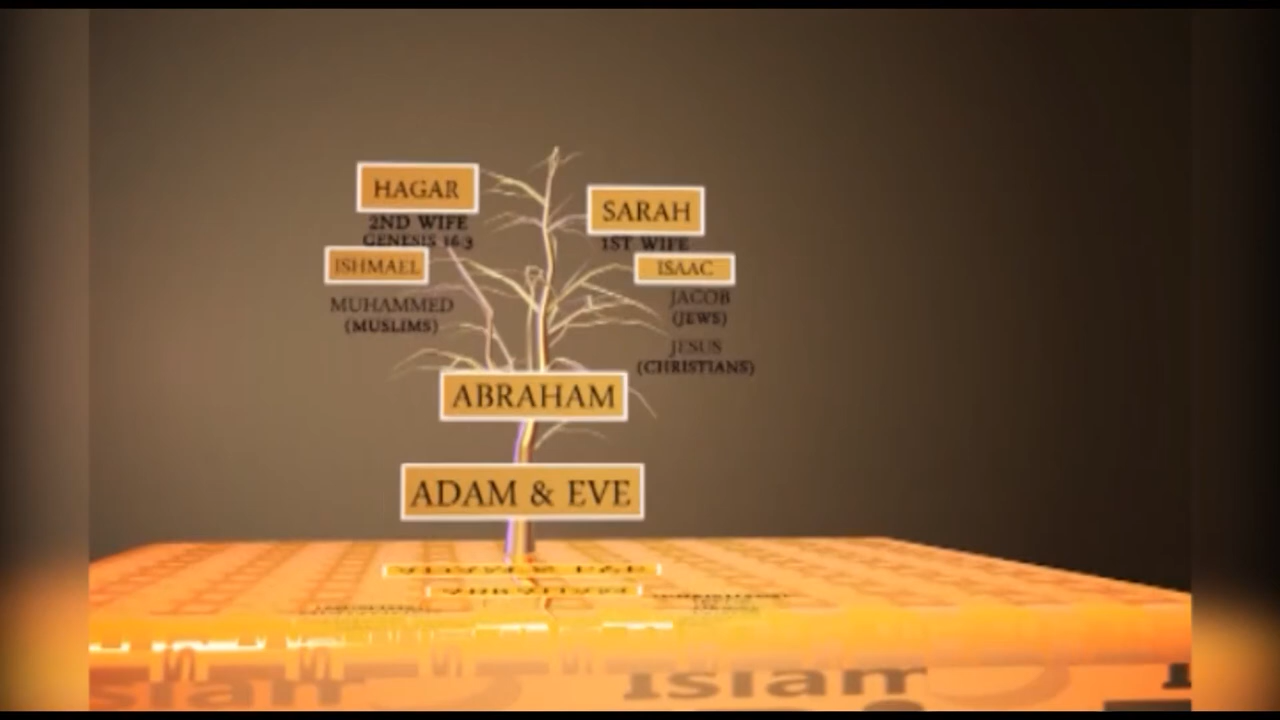 HAGAR
2ND WIFE
GENESIS 16:3
ISHMAEL
MUHAMMED
(MUSLIMS)
SARAH
1ST WIFE
ISAAC
JACOB
(JEWS)
JESUS
(CHRISTIANS)
ABRAHAM
ADAM & EVE
Islam